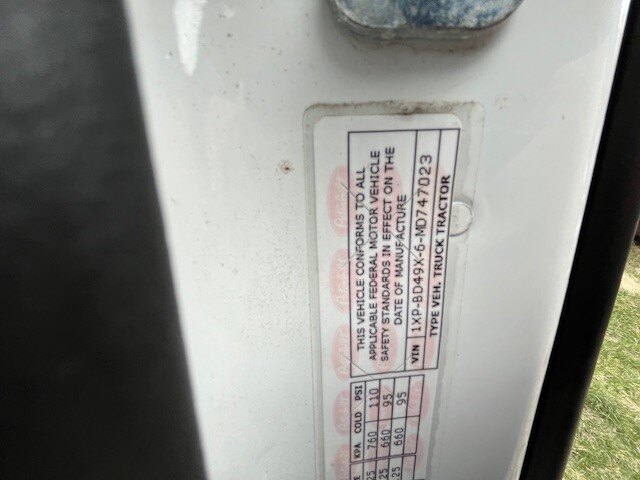 THIS VEHICLE CONFORMS TO ALL
APPLICABLE FEDERAL MOTOR VEHICLE
SAFETY STANDARDS IN EFFECT ON THE
DATE OF MANUFACTURE
VIN 1XP-BD49X-6-MD747023
TYPE VEH. TRUCK TRACTOR
KPA COLD PSI
760 110
660 95
660 95